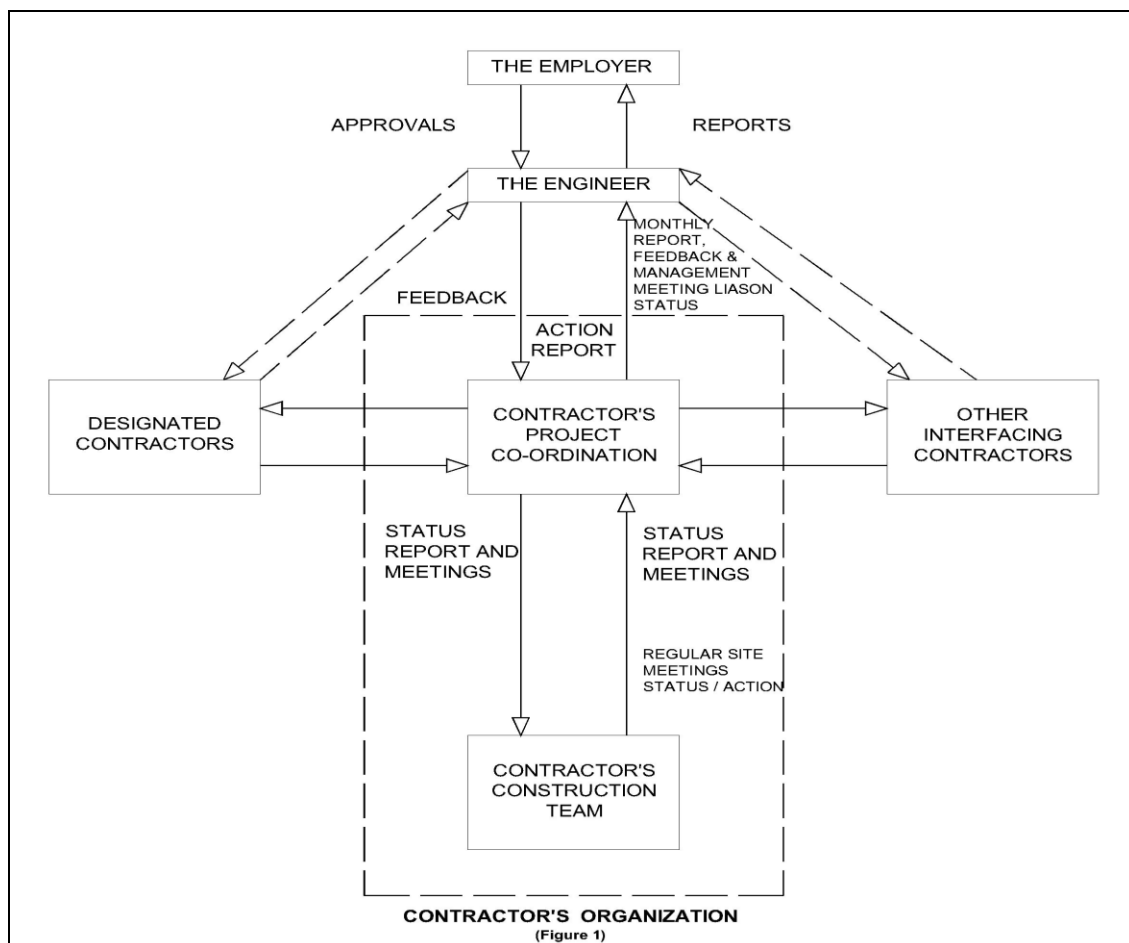 THE EMPLOYER
APPROVALS
REPORTS
THE ENGINEER
MONTHLY
REPORT,
FEEDBACK &
MANAGEMENT
MEETING LIASON
STATUS
FEEDBACK
ACTION
REPORT
DESIGNATED
CONTRACTORS
CONTRACTOR'S
PROJECT
CO-ORDINATION
OTHER
INTERFACING
CONTRACTORS
STATUS
REPORT AND
MEETINGS
STATUS
REPORT AND
MEETINGS
REGULAR SITE
MEETINGS
STATUS / ACTION
CONTRACTOR'S
CONSTRUCTION
TEAM
CONTRACTOR'S ORGANIZATION
(Figure 1)